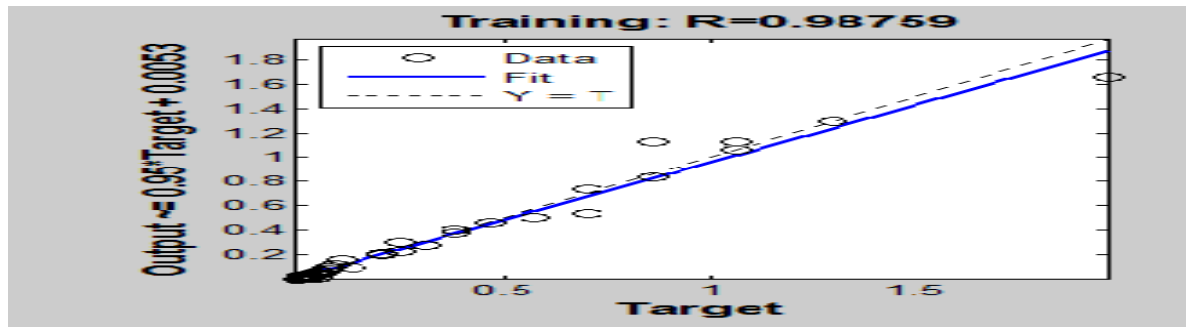 Training: R=0.98759
Output ~= 0.95*Target + 0.0053
1.8
1.6
1.4
1.2
1
0.8
0.6
0.4
0.2
Data
Fit
Y = T
0.5
1
1.5
Target